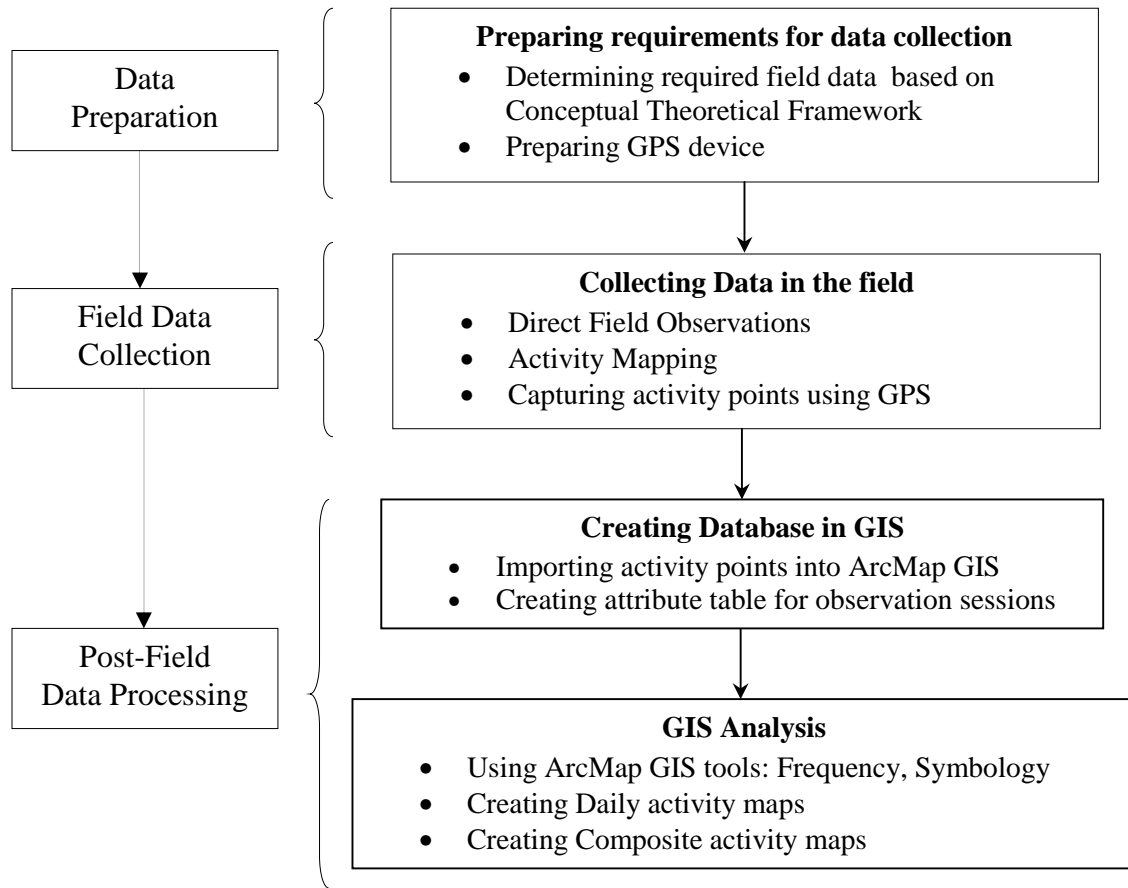 Data
Preparation
Preparing requirements for data collection
• Determining required field data based on
Conceptual Theoretical Framework
• Preparing GPS device
Field Data
Collection
Collecting Data in the field
• Direct Field Observations
• Activity Mapping
• Capturing activity points using GPS
Post-Field
Data Processing
Creating Database in GIS
• Importing activity points into ArcMap GIS
• Creating attribute table for observation sessions
GIS Analysis
• Using ArcMap GIS tools: Frequency, Symbology
• Creating Daily activity maps
• Creating Composite activity maps